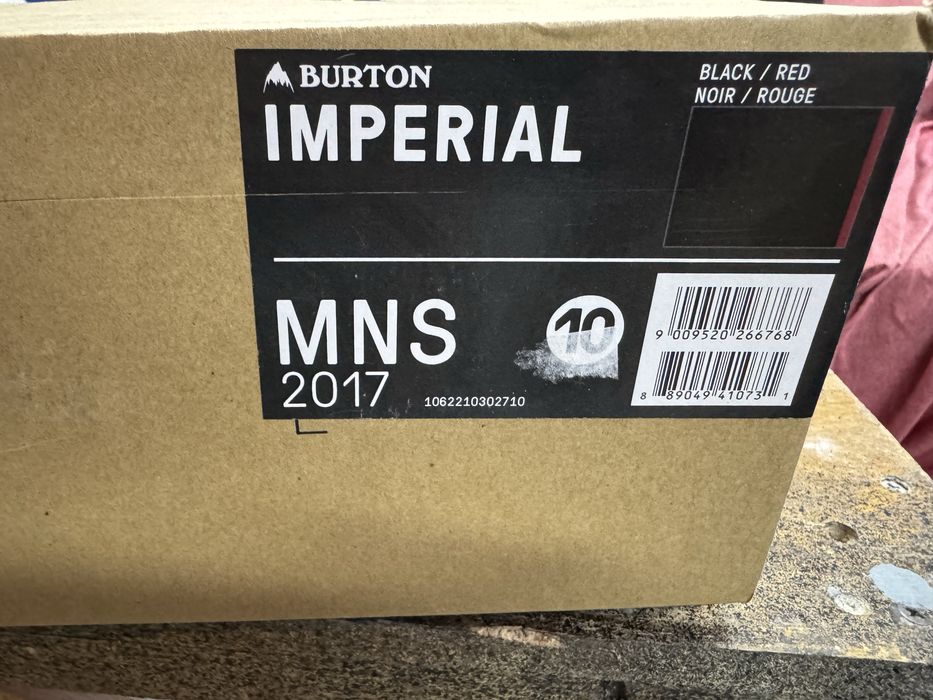 BURTON
IMPERIAL
BLACK / RED
NOIR / ROUGE
MNS
2017
1062210302710
10
9 009520 266768
8 89049 41073 1